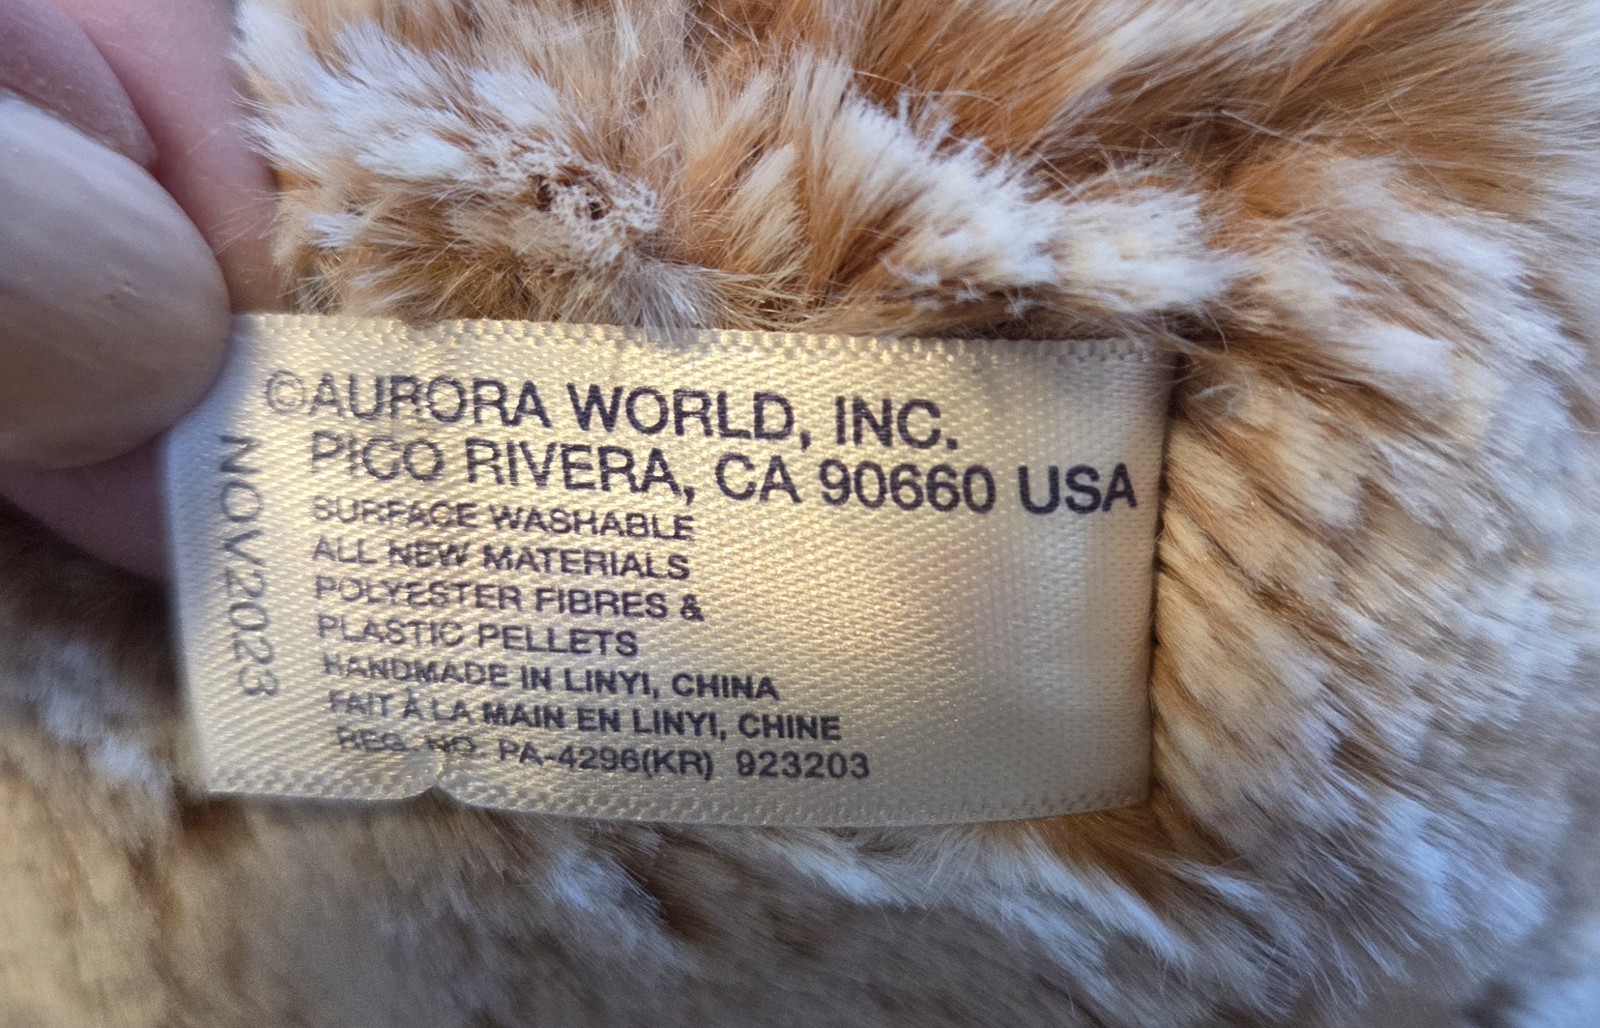 ©AURORA WORLD, INC.
PICO RIVERA, CA 90660 USA
SURFACE WASHABLE
ALL NEW MATERIALS
POLYESTER FIBRES &
PLASTIC PELLETS
HANDMADE IN LINYI, CHINA
FAIT À LA MAIN EN LINYI, CHINE
REG. NO. PA-4296(KR) 923203
NOV2023